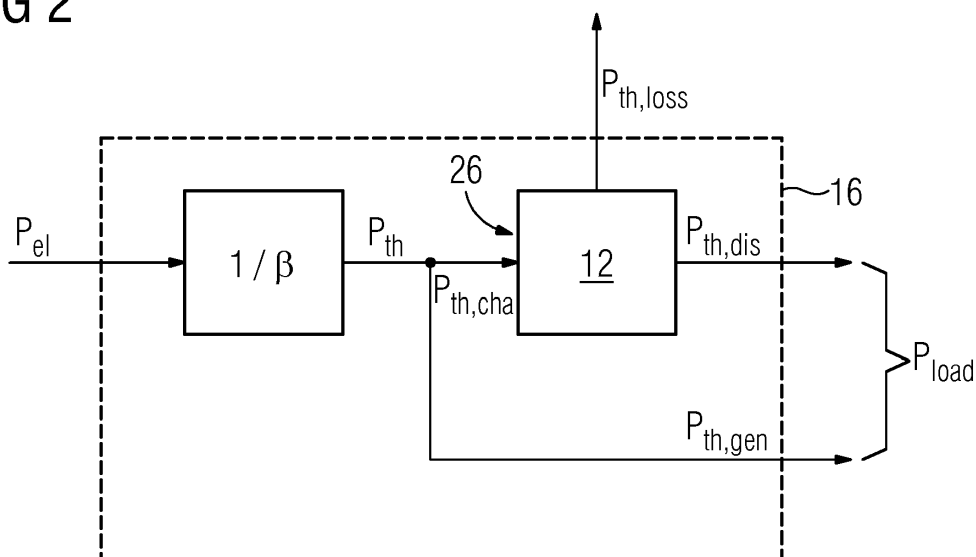 G 2
P_th,loss
26
16
P_el
P_th
P_th,dis
1 / β
12
P_th,cha
P_load
P_th,gen